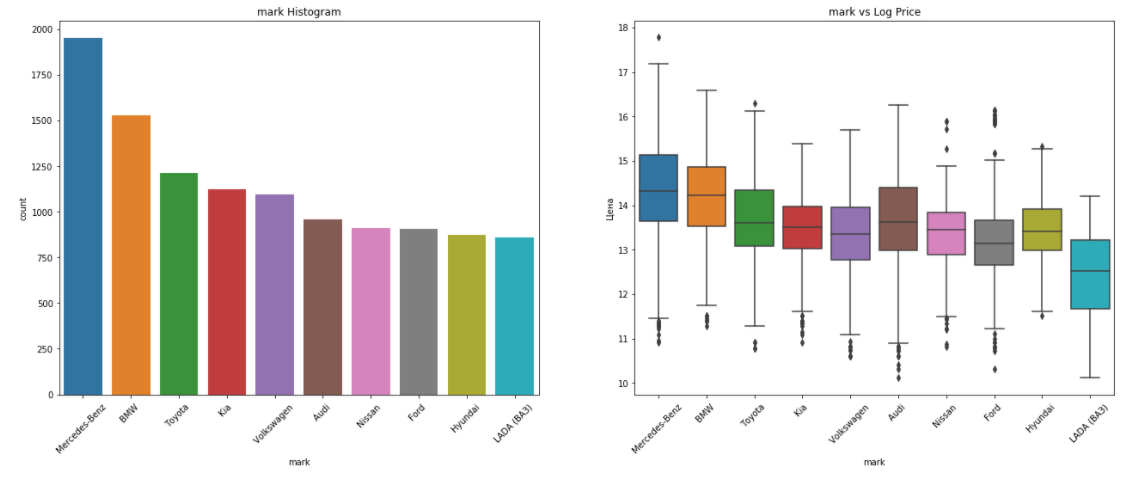 mark Histogram
2000
1750
1500
1250
1000
750
500
250
0
count
Mercedes-Benz
BMW
Toyota
Kia
Volkswagen
Audi
Nissan
Ford
Hyundai
LADA (ВАЗ)
mark
mark vs Log Price
18
17
16
15
14
13
12
11
10
Цена
Mercedes-Benz
BMW
Toyota
Kia
Volkswagen
Audi
Nissan
Ford
Hyundai
LADA (ВАЗ)
mark